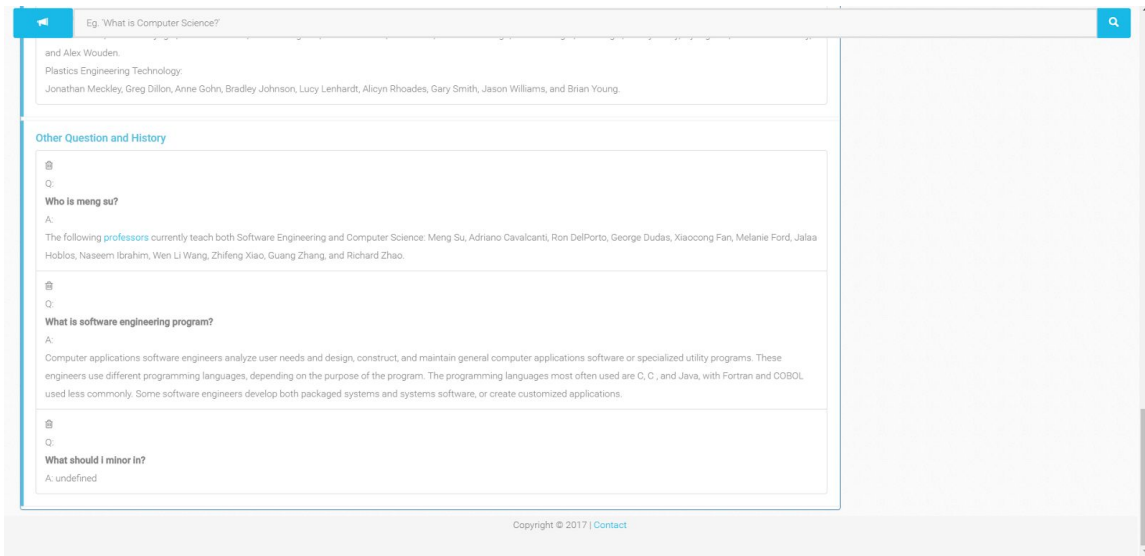 Eg. 'What is Computer Science?'
and Alex Wouden.
Plastics Engineering Technology:
Jonathan Meckley, Greg Dillon, Anne Gohn, Bradley Johnson, Lucy Lenhardt, Alicyn Rhoades, Gary Smith, Jason Williams, and Brian Young.
Other Question and History
Q:
Who is meng su?
A:
The following professors currently teach both Software Engineering and Computer Science: Meng Su, Adriano Cavalcanti, Ron DelPorto, George Dudas, Xiaocong Fan, Melanie Ford, Jalaa
Hoblos, Naseem Ibrahim, Wen Li Wang, Zhifeng Xiao, Guang Zhang, and Richard Zhao.
Q:
What is software engineering program?
A:
Computer applications software engineers analyze user needs and design, construct, and maintain general computer applications software or specialized utility programs. These
engineers use different programming languages, depending on the purpose of the program. The programming languages most often used are C, C , and Java, with Fortran and COBOL
used less commonly. Some software engineers develop both packaged systems and systems software, or create customized applications.
Q:
What should i minor in?
A: undefined
Copyright © 2017 | Contact